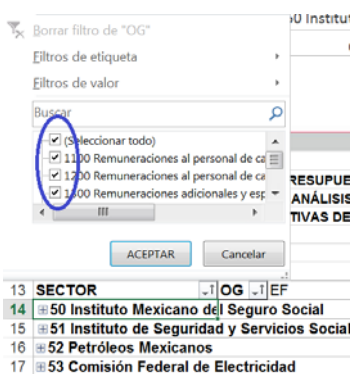 50 Institut
Borrar filtro de "OG"
Filtros de etiqueta
Filtros de valor
Buscar
(Seleccionar todo)
1100 Remuneraciones al personal de ca
1200 Remuneraciones al personal de ca
1300 Remuneraciones adicionales y esp
RESUPUE
ANÁLISIS
TIVAS DE
ACEPTAR
Cancelar
13 SECTOR OG EF
14 50 Instituto Mexicano del Seguro Social
15 51 Instituto de Seguridad y Servicios Social
16 52 Petróleos Mexicanos
17 53 Comisión Federal de Electricidad